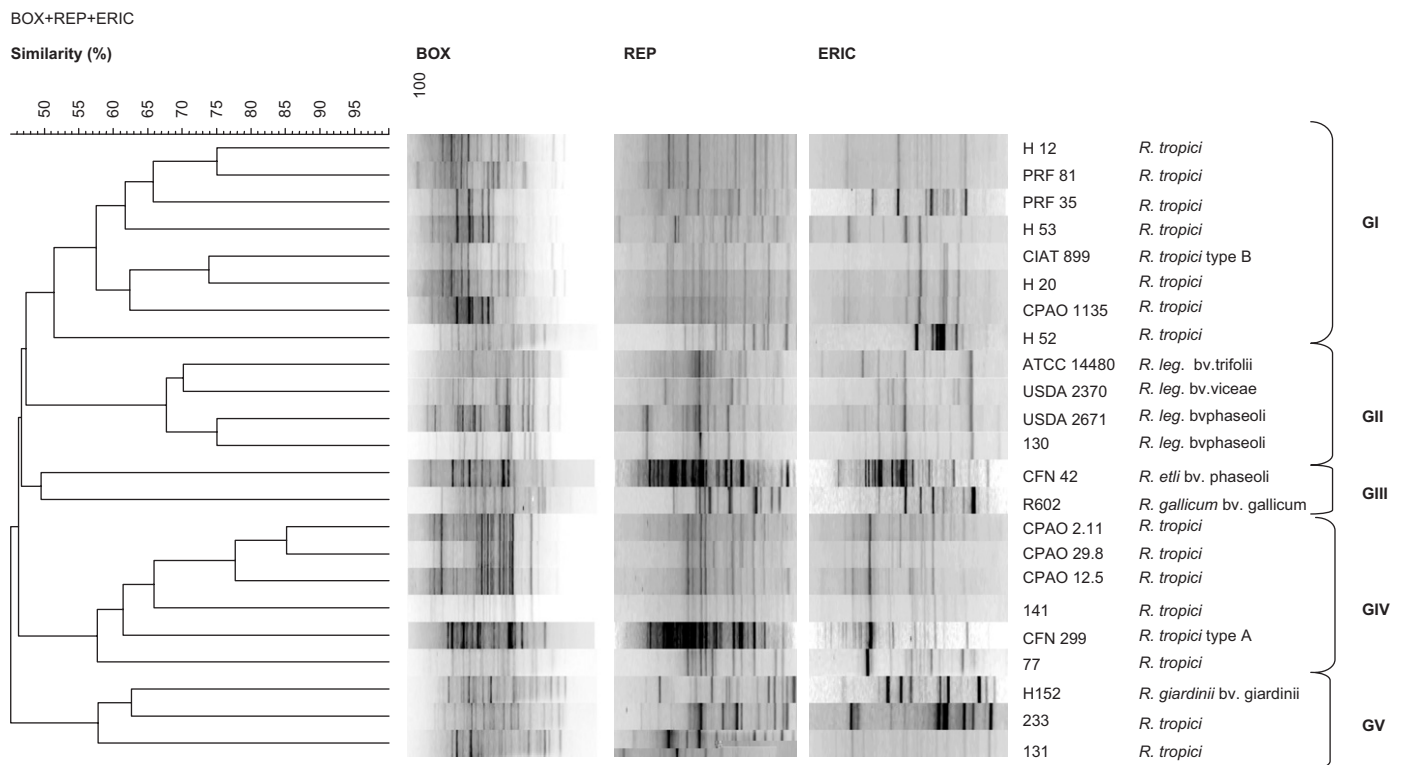 BOX+REP+ERIC
Similarity (%) BOX REP ERIC
50 55 60 65 70 75 80 85 90 95 100
H 12 R. tropici
PRF 81 R. tropici
PRF 35 R. tropici
H 53 R. tropici
GI
CIAT 899 R. tropici type B
H 20 R. tropici
CPAO 1135 R. tropici
H 52 R. tropici
ATCC 14480 R. leg. bv.trifolii
USDA 2370 R. leg. bv.viceae
GII
USDA 2671 R. leg. bvphaseoli
130 R. leg. bvphaseoli
CFN 42 R. etli bv. phaseoli
GIII
R602 R. gallicum bv. gallicum
CPAO 2.11 R. tropici
CPAO 29.8 R. tropici
CPAO 12.5 R. tropici
141 R. tropici GIV
CFN 299 R. tropici type A
77 R. tropici
H152 R. giardinii bv. giardinii
233 R. tropici GV
131 R. tropici